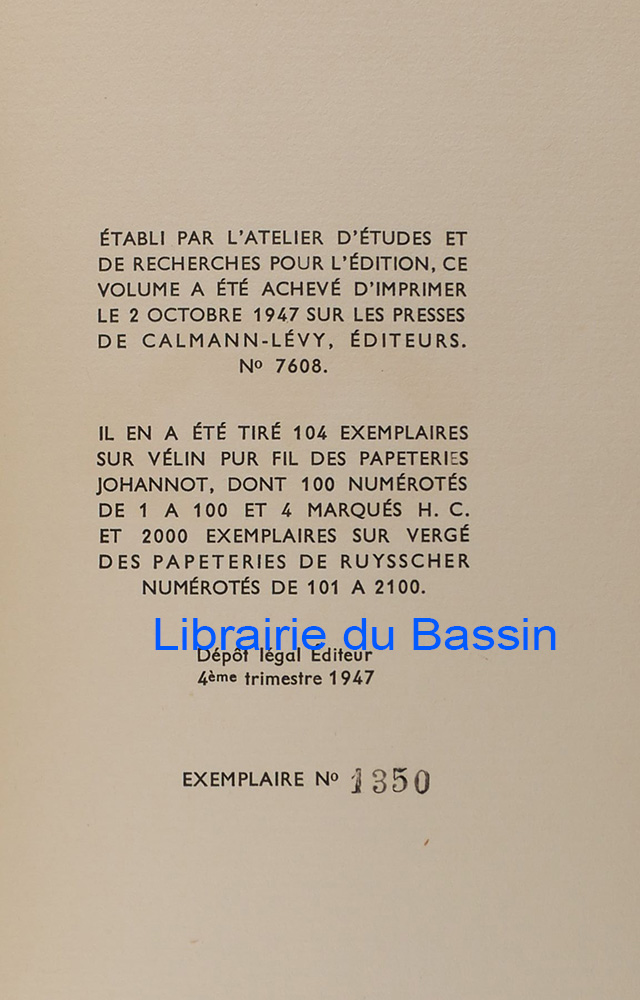 ÉTABLI PAR L'ATELIER D'ÉTUDES ET
DE RECHERCHES POUR L'ÉDITION, CE
VOLUME A ÉTÉ ACHEVÉ D'IMPRIMER
LE 2 OCTOBRE 1947 SUR LES PRESSES
DE CALMANN-LÉVY, ÉDITEURS.
Nº 7608.
IL EN A ÉTÉ TIRÉ 104 EXEMPLAIRES
SUR VÉLIN PUR FIL DES PAPETERIES
JOHANNOT, DONT 100 NUMÉROTÉS
DE 1 A 100 ET 4 MARQUÉS H. C.
ET 2000 EXEMPLAIRES SUR VERGÉ
DES PAPETERIES DE RUYSSCHER
NUMÉROTÉS DE 101 A 2100.
Librairie du Bassin
Dépôt légal Éditeur
4ème trimestre 1947
EXEMPLAIRE Nº 1350